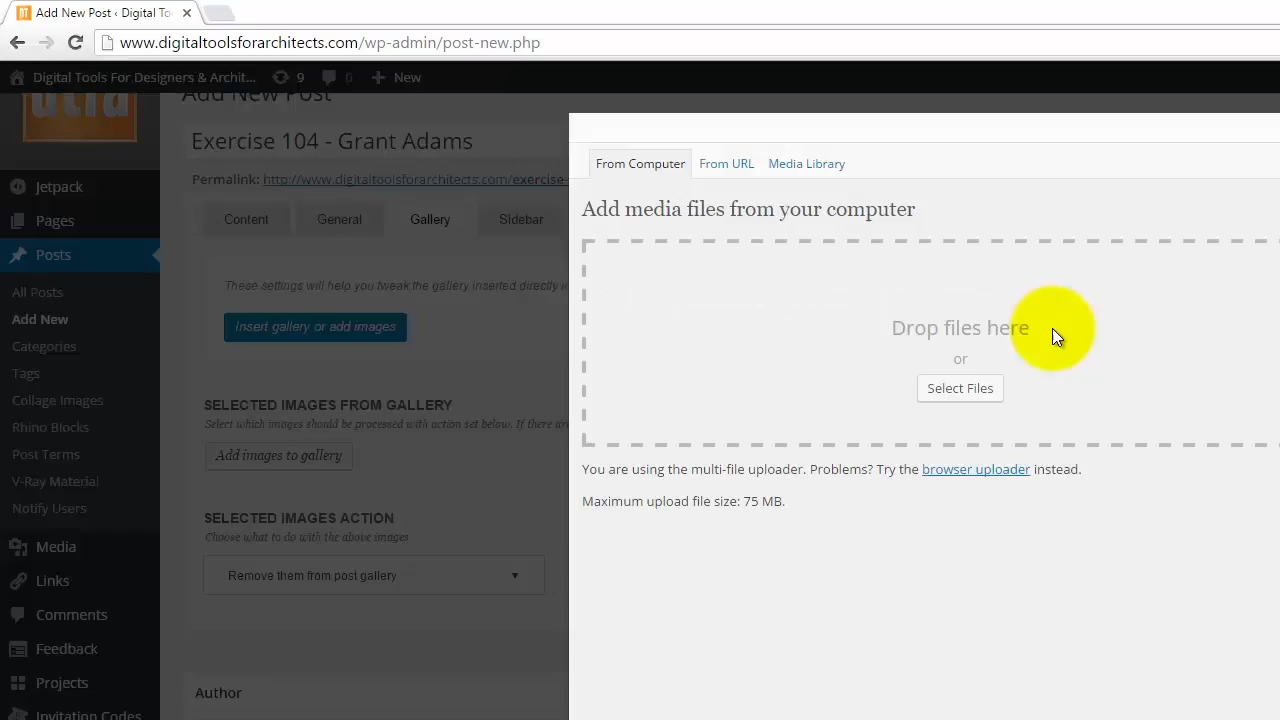 Add New Post ‹ Digital To
www.digitaltoolsforarchitects.com/wp-admin/post-new.php
Digital Tools For Designers & Archit... 9 0 New
Add New Post
dtfd
Exercise 104 - Grant Adams
Permalink: http://www.digitaltoolsforarchitects.com/exercise-
Content General Gallery Sidebar
These settings will help you tweak the gallery inserted directly i
Insert gallery or add images
SELECTED IMAGES FROM GALLERY
Select which images should be processed with action set below. If there are
Add images to gallery
SELECTED IMAGES ACTION
Choose what to do with the above images
Remove them from post gallery
Author
Jetpack
Pages
Posts
All Posts
Add New
Categories
Tags
Collage Images
Rhino Blocks
Post Terms
V-Ray Material
Notify Users
Media
Links
Comments
Feedback
Projects
Invitation Codes
From Computer From URL Media Library
Add media files from your computer
Drop files here
or
Select Files
You are using the multi-file uploader. Problems? Try the browser uploader instead.
Maximum upload file size: 75 MB.